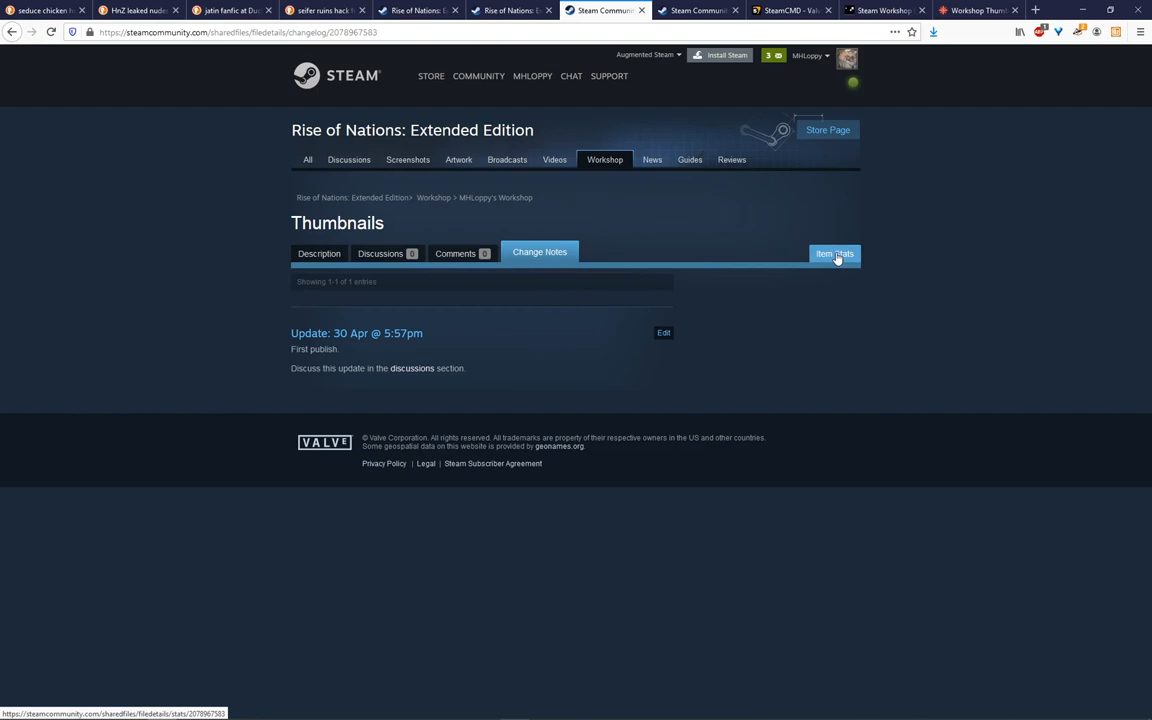 seduce chicken h
HnZ leaked nude
jatin fanfic at Du
seifer ruins hack
Rise of Nations: E
Rise of Nations: E
Steam Communi
Steam Communi
SteamCMD - Val
Steam Workshop
Workshop Thum
https://steamcommunity.com/sharedfiles/filedetails/changelog/2078967583
Augmented Steam
Install Steam
3
MHLoppy
STEAM
STORE COMMUNITY CHAT SUPPORT
MHLOPPY
Rise of Nations: Extended Edition
Store Page
All Discussions Screenshots Artwork Broadcasts Videos Workshop News Guides Reviews
Rise of Nations: Extended Edition> Workshop > MHLoppy's Workshop
Thumbnails
Description Discussions 0 Comments 0 Change Notes Item Stats
Showing 1-1 of 1 entries
Update: 30 Apr @ 5:57pm
Edit
First publish.
Discuss this update in the discussions section.
VALVE
© Valve Corporation. All rights reserved. All trademarks are property of their respective owners in the US and other countries.
Some geospatial data on this website is provided by geonames.org.
Privacy Policy | Legal | Steam Subscriber Agreement
https://steamcommunity.com/sharedfiles/filedetails/stats/2078967583